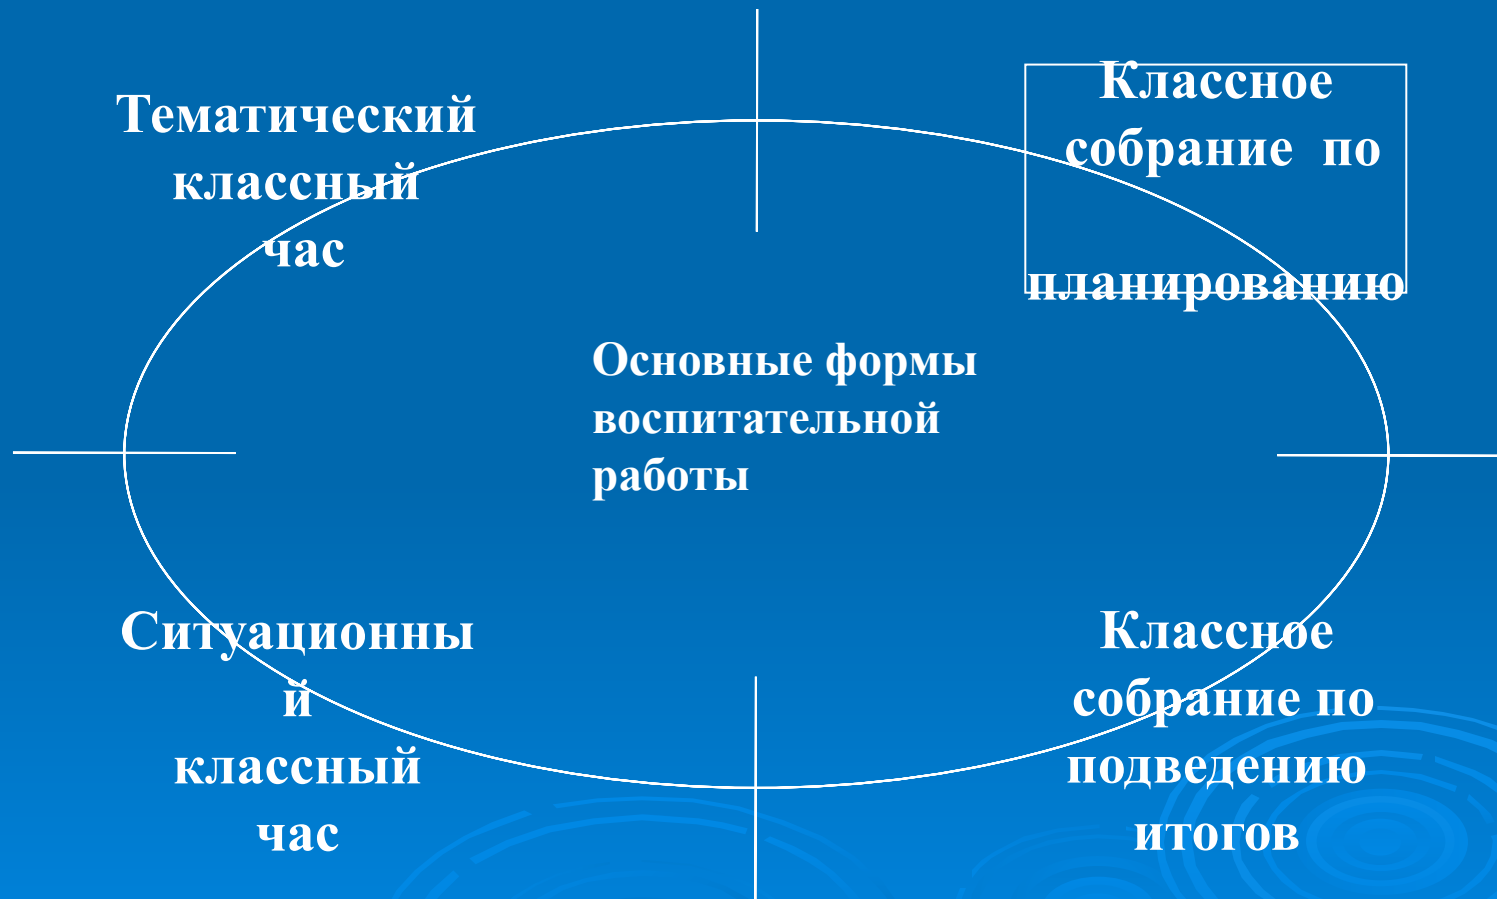 Тематический
классный
час
Классное
собрание по
планированию
Основные формы
воспитательной
работы
Ситуационны
й
классный
час
Классное
собрание по
подведению
итогов